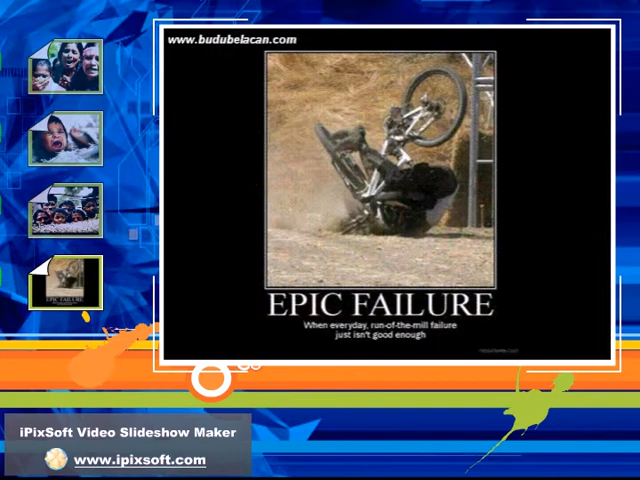 www.budubelacan.com
EPIC FAILURE
When everyday, run-of-the-mill failure
just isn't good enough
iPixSoft Video Slideshow Maker
www.ipixsoft.com